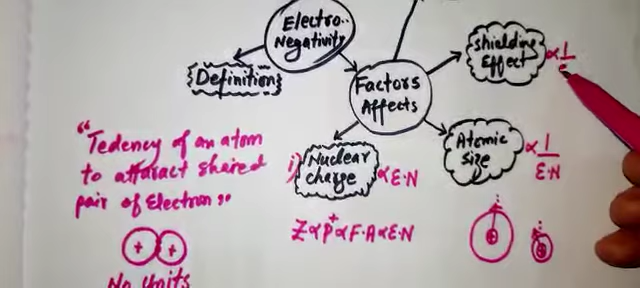 Electro..
Negativity
Definition
Factors
Affects
Shielding
Effect
∝ 1
"Tedency of an atom
to attaract shared
pair of Electron"
+ +
No Units
i) Nuclear
charge
∝ E·N
Z∝P⁺∝F·A∝E·N
Atomic
size
∝ 1/E·N